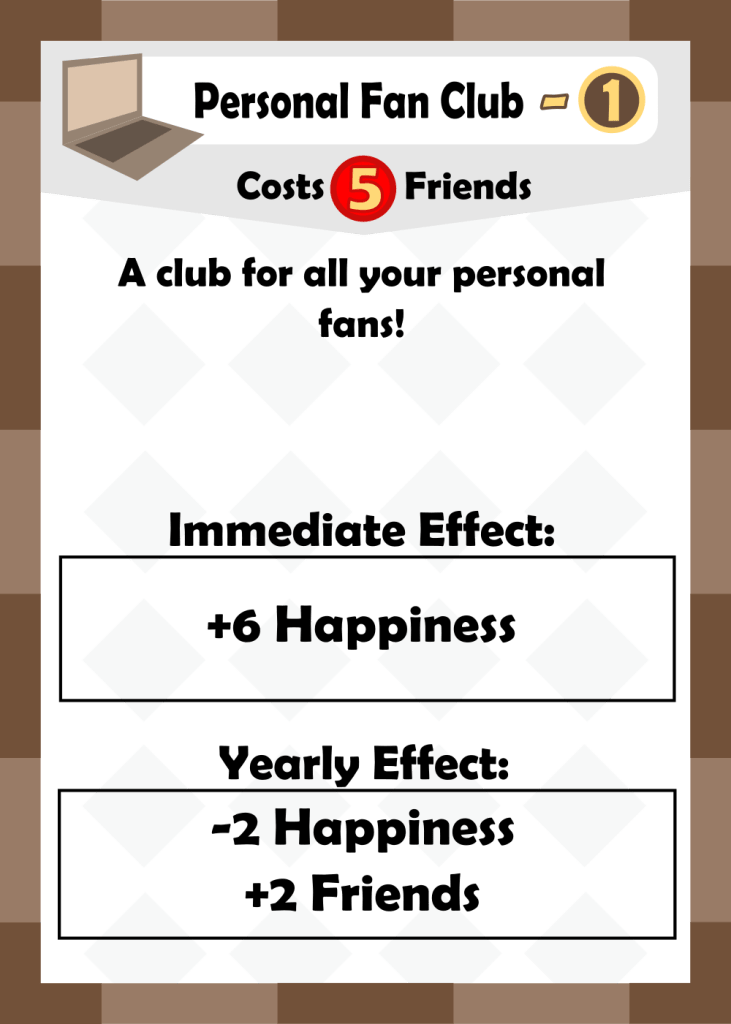 Personal Fan Club - 1
Costs 5 Friends
A club for all your personal
fans!
Immediate Effect:
+6 Happiness
Yearly Effect:
-2 Happiness
+2 Friends